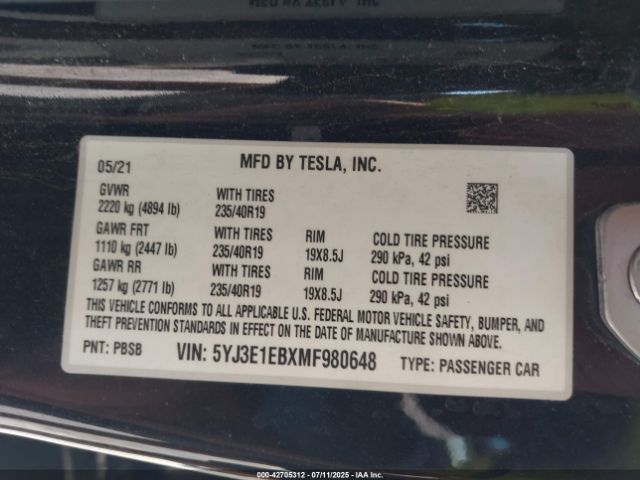 MFD BY TESLA, INC.
05/21 MFD BY TESLA, INC.
GVWR WITH TIRES
2220 kg (4894 lb) 235/40R19
GAWR FRT WITH TIRES RIM COLD TIRE PRESSURE
1110 kg (2447 lb) 235/40R19 19X8.5J 290 kPa, 42 psi
GAWR RR WITH TIRES RIM COLD TIRE PRESSURE
1257 kg (2771 lb) 235/40R19 19X8.5J 290 kPa, 42 psi
THIS VEHICLE CONFORMS TO ALL APPLICABLE U.S. FEDERAL MOTOR VEHICLE SAFETY, BUMPER, AND
THEFT PREVENTION STANDARDS IN EFFECT ON THE DATE OF MANUFACTURE SHOWN ABOVE.
PNT: PBSB VIN: 5YJ3E1EBXMF980648 TYPE: PASSENGER CAR
000-42705312 - 07/11/2025 - IAA Inc.